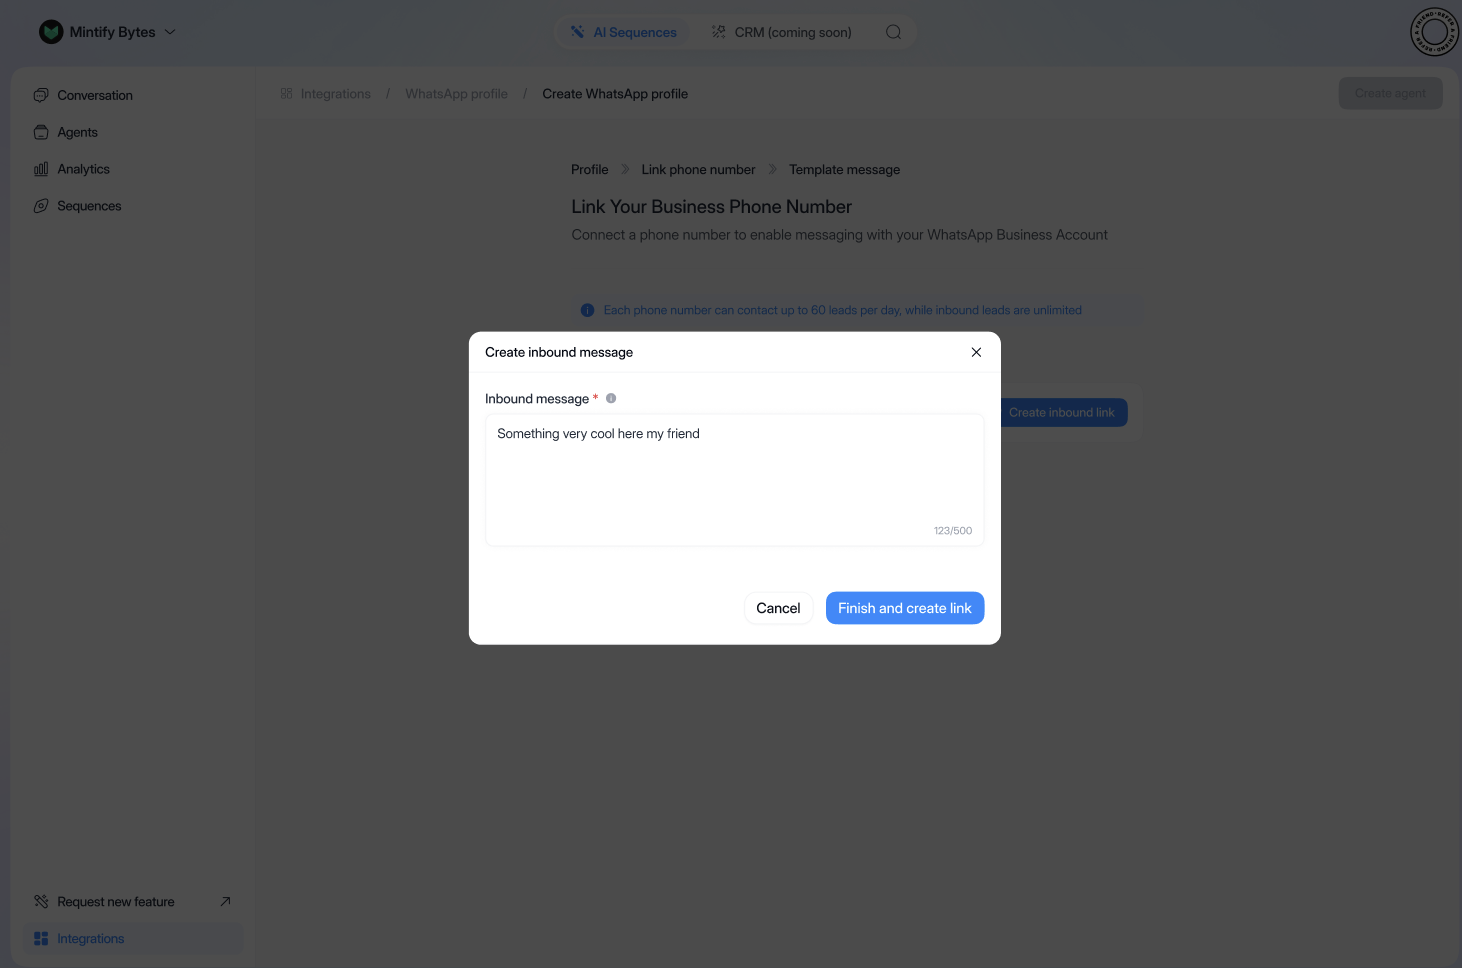 Mintify Bytes
AI Sequences
CRM (coming soon)
REFER A FRIEND • REFER A FRIEND •
Conversation
Agents
Analytics
Sequences
Integrations / WhatsApp profile / Create WhatsApp profile
Create agent
Profile
Link phone number
Template message
Link Your Business Phone Number
Connect a phone number to enable messaging with your WhatsApp Business Account
Each phone number can contact up to 60 leads per day, while inbound leads are unlimited
Create inbound link
Create inbound message
Inbound message *
Something very cool here my friend
123/500
Cancel
Finish and create link
Request new feature
Integrations